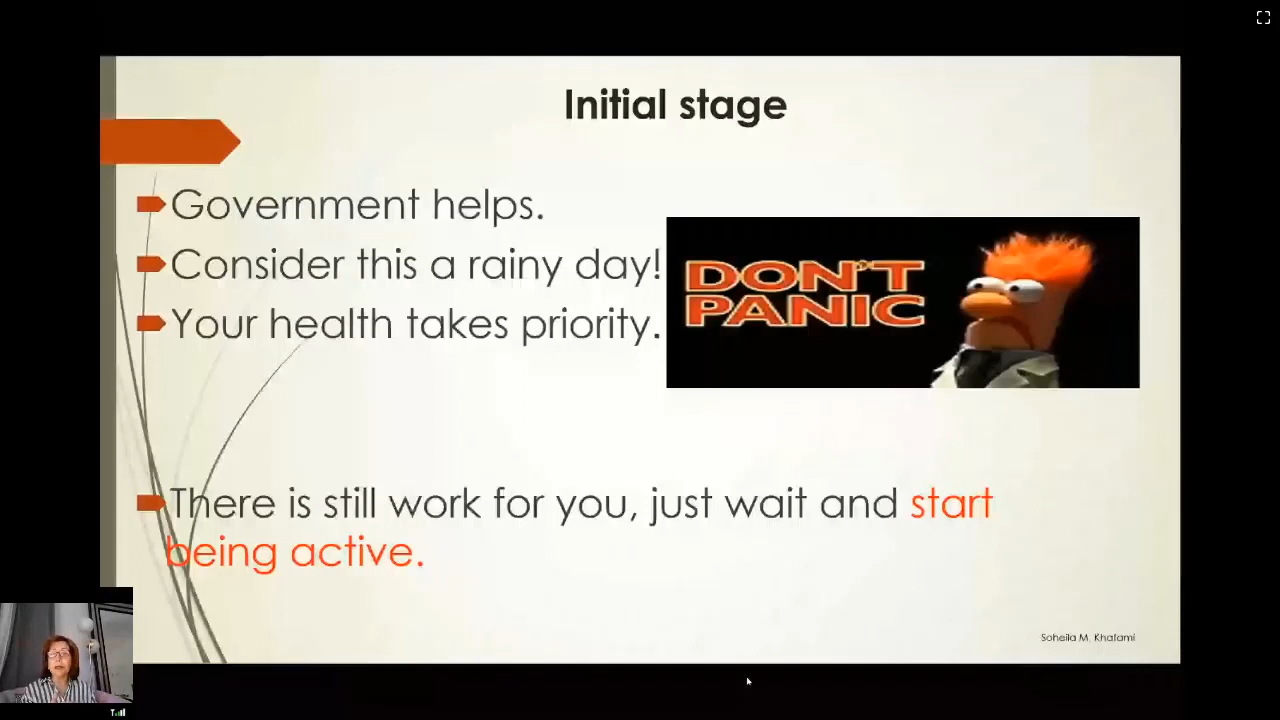 Initial stage
Government helps.
Consider this a rainy day!
Your health takes priority.
DON'T
PANIC
There is still work for you, just wait and start
being active.
Soheila M. Khatami